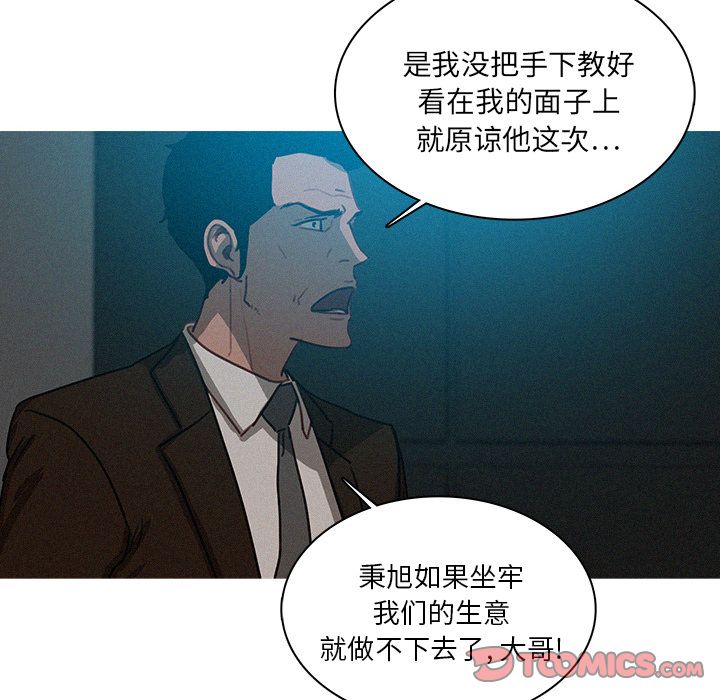 是我没把手下教好
看在我的面子上
就原谅他这次...
秉旭如果坐牢
我们的生意
就做不下去了,大哥!
DTOOMICS.COM